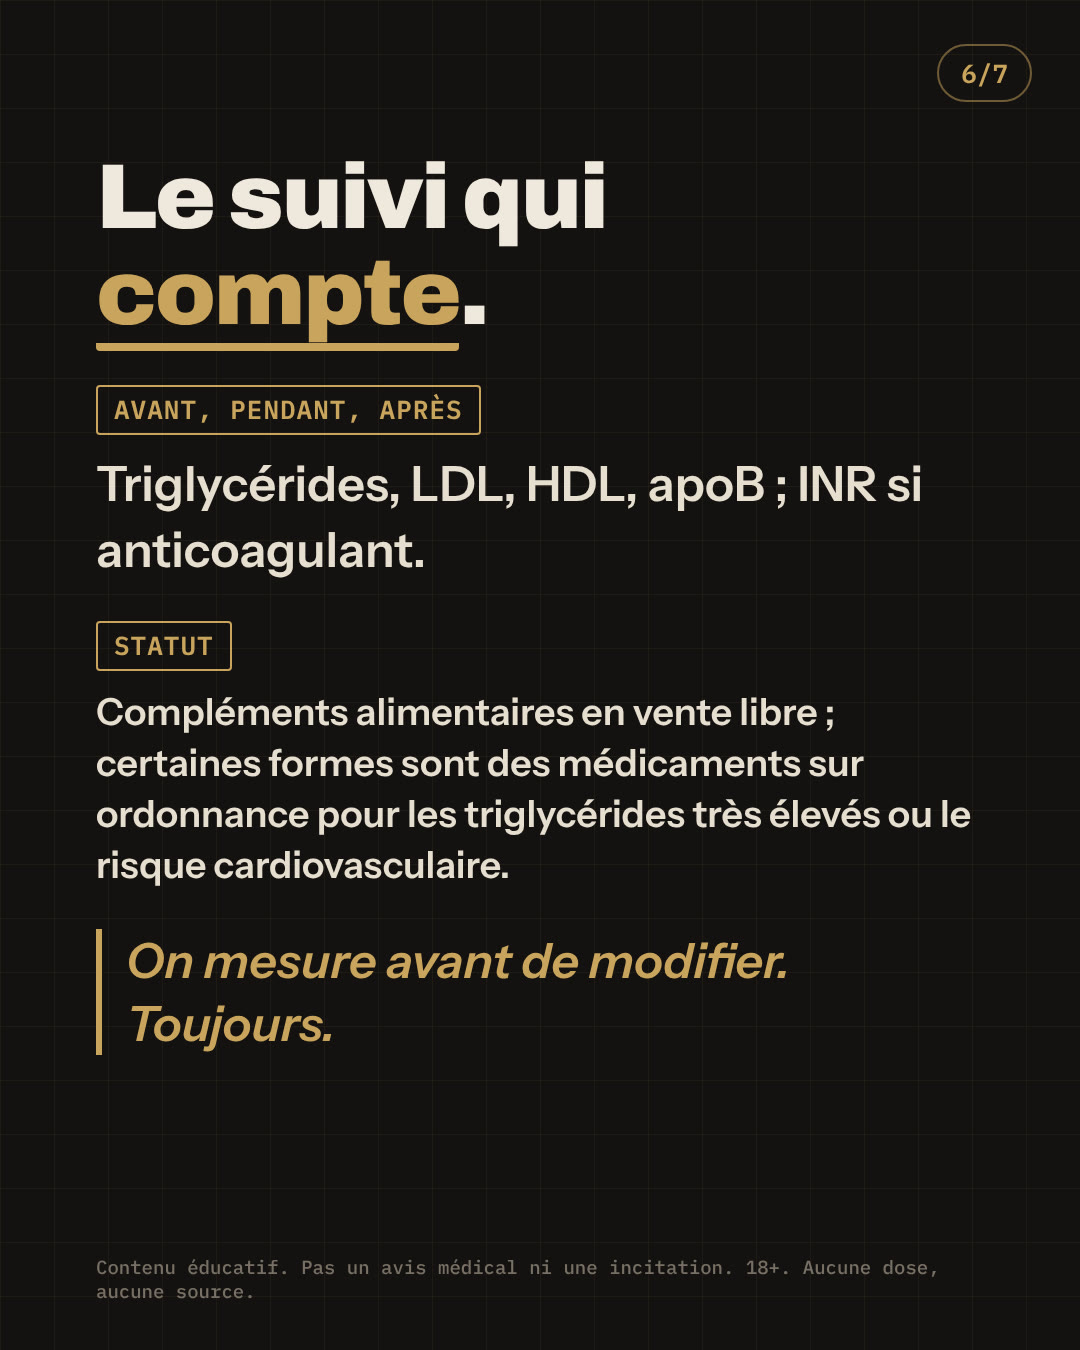 6/7
Le suivi qui
compte.
AVANT, PENDANT, APRÈS
Triglycérides, LDL, HDL, apoB ; INR si
anticoagulant.
STATUT
Compléments alimentaires en vente libre ;
certaines formes sont des médicaments sur
ordonnance pour les triglycérides très élevés ou le
risque cardiovasculaire.
On mesure avant de modifier.
Toujours.
Contenu éducatif. Pas un avis médical ni une incitation. 18+. Aucune dose,
aucune source.